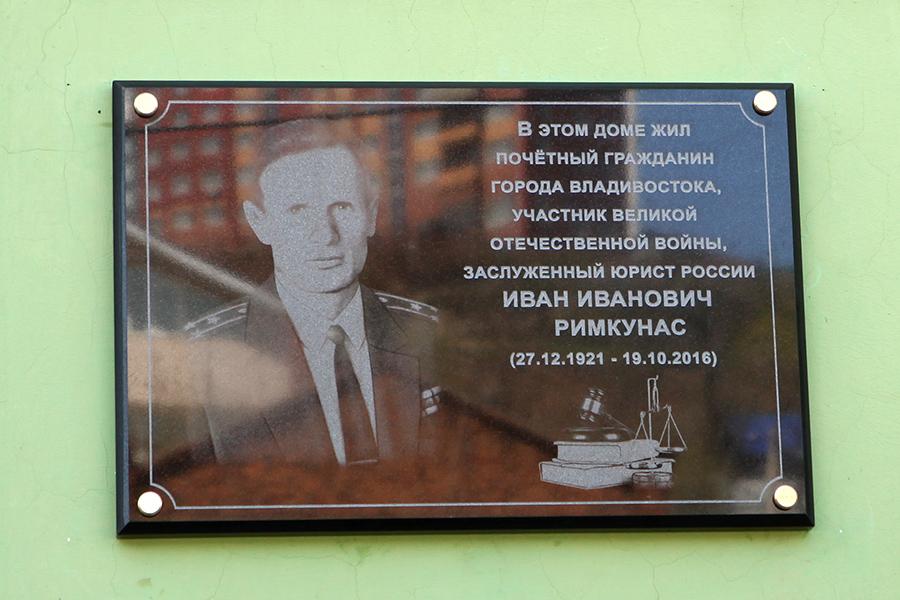 В ЭТОМ ДОМЕ ЖИЛ
ПОЧЁТНЫЙ ГРАЖДАНИН
ГОРОДА ВЛАДИВОСТОКА,
УЧАСТНИК ВЕЛИКОЙ
ОТЕЧЕСТВЕННОЙ ВОЙНЫ,
ЗАСЛУЖЕННЫЙ ЮРИСТ РОССИИ
ИВАН ИВАНОВИЧ
РИМКУНАС
(27.12.1921 - 19.10.2016)